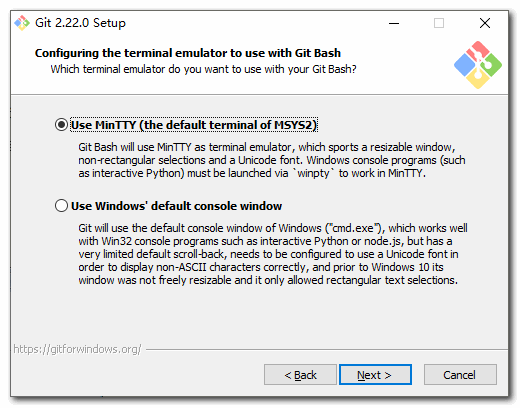 Git 2.22.0 Setup
Configuring the terminal emulator to use with Git Bash
Which terminal emulator do you want to use with your Git Bash?
Use MinTTY (the default terminal of MSYS2)
Git Bash will use MinTTY as terminal emulator, which sports a resizable window,
non-rectangular selections and a Unicode font. Windows console programs (such
as interactive Python) must be launched via `winpty` to work in MinTTY.
Use Windows' default console window
Git will use the default console window of Windows ("cmd.exe"), which works well
with Win32 console programs such as interactive Python or node.js, but has a
very limited default scroll-back, needs to be configured to use a Unicode font in
order to display non-ASCII characters correctly, and prior to Windows 10 its
window was not freely resizable and it only allowed rectangular text selections.
https://gitforwindows.org/
< Back
Next >
Cancel